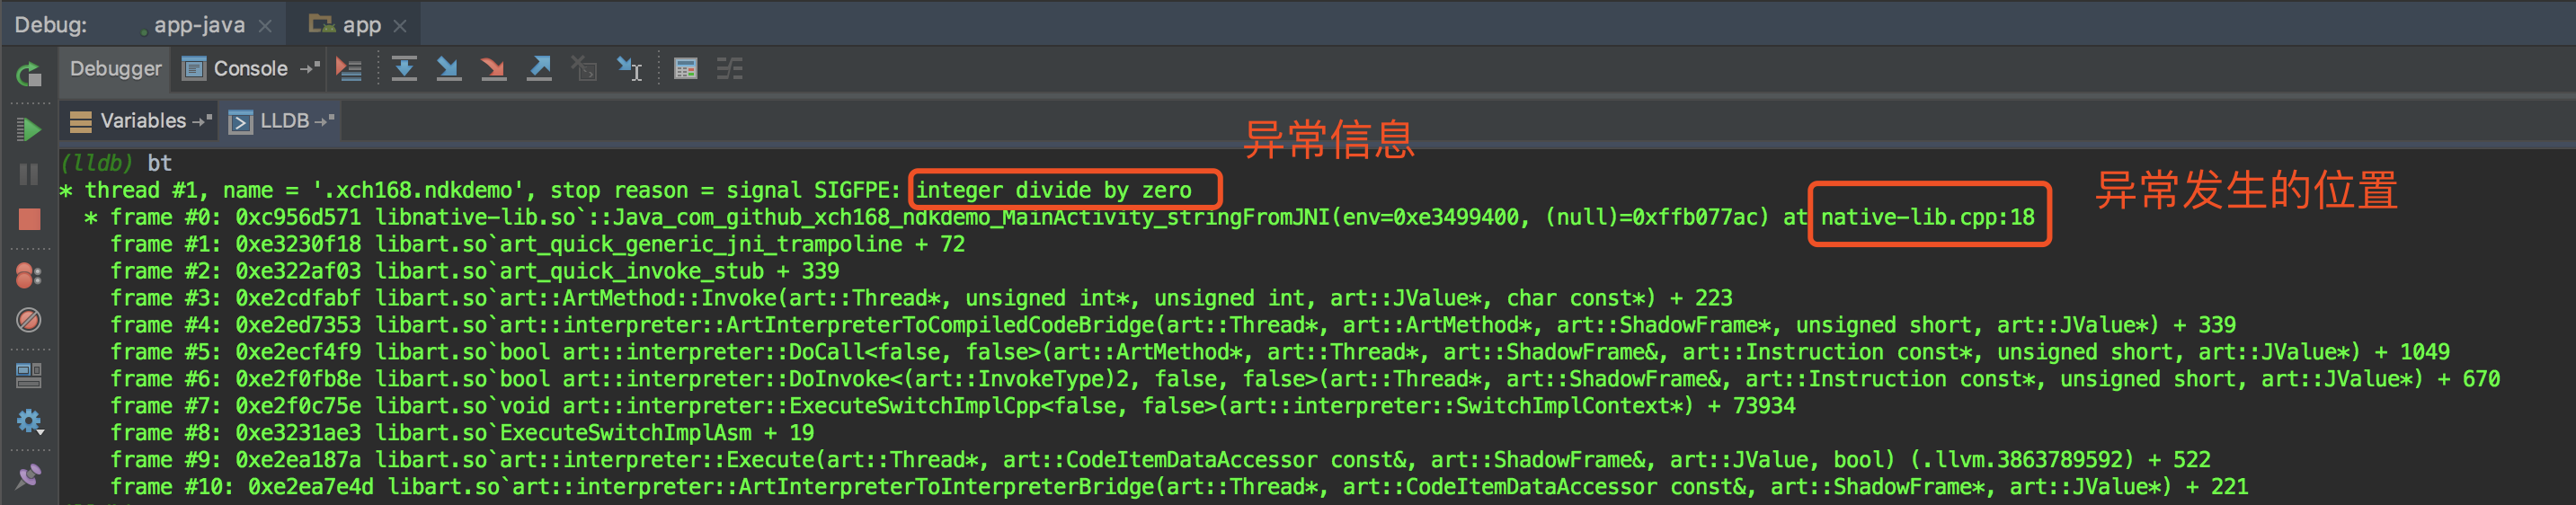 Debug: app-java app
Debugger Console
Variables LLDB
异常信息
(lldb) bt
* thread #1, name = '.xch168.ndkdemo', stop reason = signal SIGFPE: integer divide by zero
异常发生的位置
* frame #0: 0xc956d571 libnative-lib.so`::Java_com_github_xch168_ndkdemo_MainActivity_stringFromJNI(env=0xe3499400, (null)=0xffb077ac) at native-lib.cpp:18
frame #1: 0xe3230f18 libart.so`art_quick_generic_jni_trampoline + 72
frame #2: 0xe322af03 libart.so`art_quick_invoke_stub + 339
frame #3: 0xe2cdfabf libart.so`art::ArtMethod::Invoke(art::Thread*, unsigned int*, unsigned int, art::JValue*, char const*) + 223
frame #4: 0xe2ed7353 libart.so`art::interpreter::ArtInterpreterToCompiledCodeBridge(art::Thread*, art::ArtMethod*, art::ShadowFrame*, unsigned short, art::JValue*) + 339
frame #5: 0xe2ecf4f9 libart.so`bool art::interpreter::DoCall<false, false>(art::ArtMethod*, art::Thread*, art::ShadowFrame&, art::Instruction const*, unsigned short, art::JValue*) + 1049
frame #6: 0xe2f0fb8e libart.so`bool art::interpreter::DoInvoke<(art::InvokeType)2, false, false>(art::Thread*, art::ShadowFrame&, art::Instruction const*, unsigned short, art::JValue*) + 670
frame #7: 0xe2f0c75e libart.so`void art::interpreter::ExecuteSwitchImplCpp<false, false>(art::interpreter::SwitchImplContext*) + 73934
frame #8: 0xe3231ae3 libart.so`ExecuteSwitchImplAsm + 19
frame #9: 0xe2ea187a libart.so`art::interpreter::Execute(art::Thread*, art::CodeItemDataAccessor const&, art::ShadowFrame&, art::JValue, bool) (.llvm.3863789592) + 522
frame #10: 0xe2ea7e4d libart.so`art::interpreter::ArtInterpreterToInterpreterBridge(art::Thread*, art::CodeItemDataAccessor const&, art::ShadowFrame*, art::JValue*) + 221